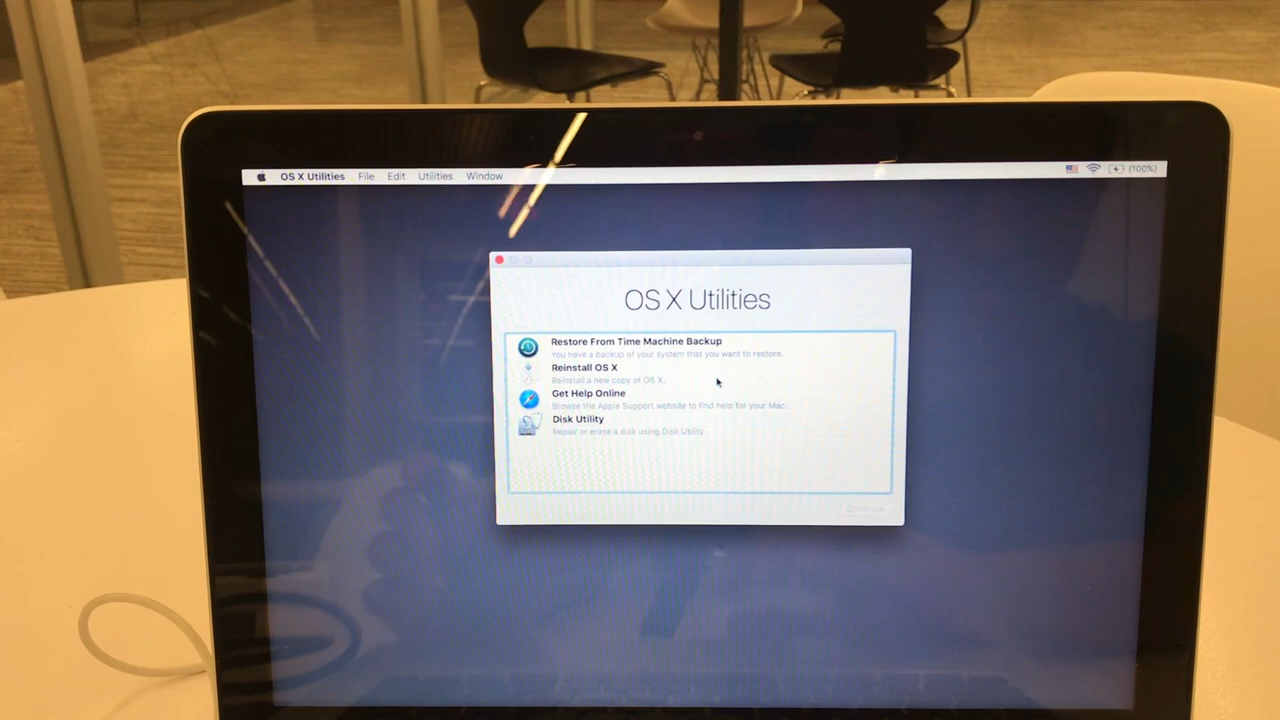 OS X Utilities File Edit Utilities Window (100%)
OS X Utilities
Restore From Time Machine Backup
You have a backup of your system that you want to restore.
Reinstall OS X
Reinstall a new copy of OS X.
Get Help Online
Browse the Apple Support website to find help for your Mac.
Disk Utility
Repair or erase a disk using Disk Utility
Continue